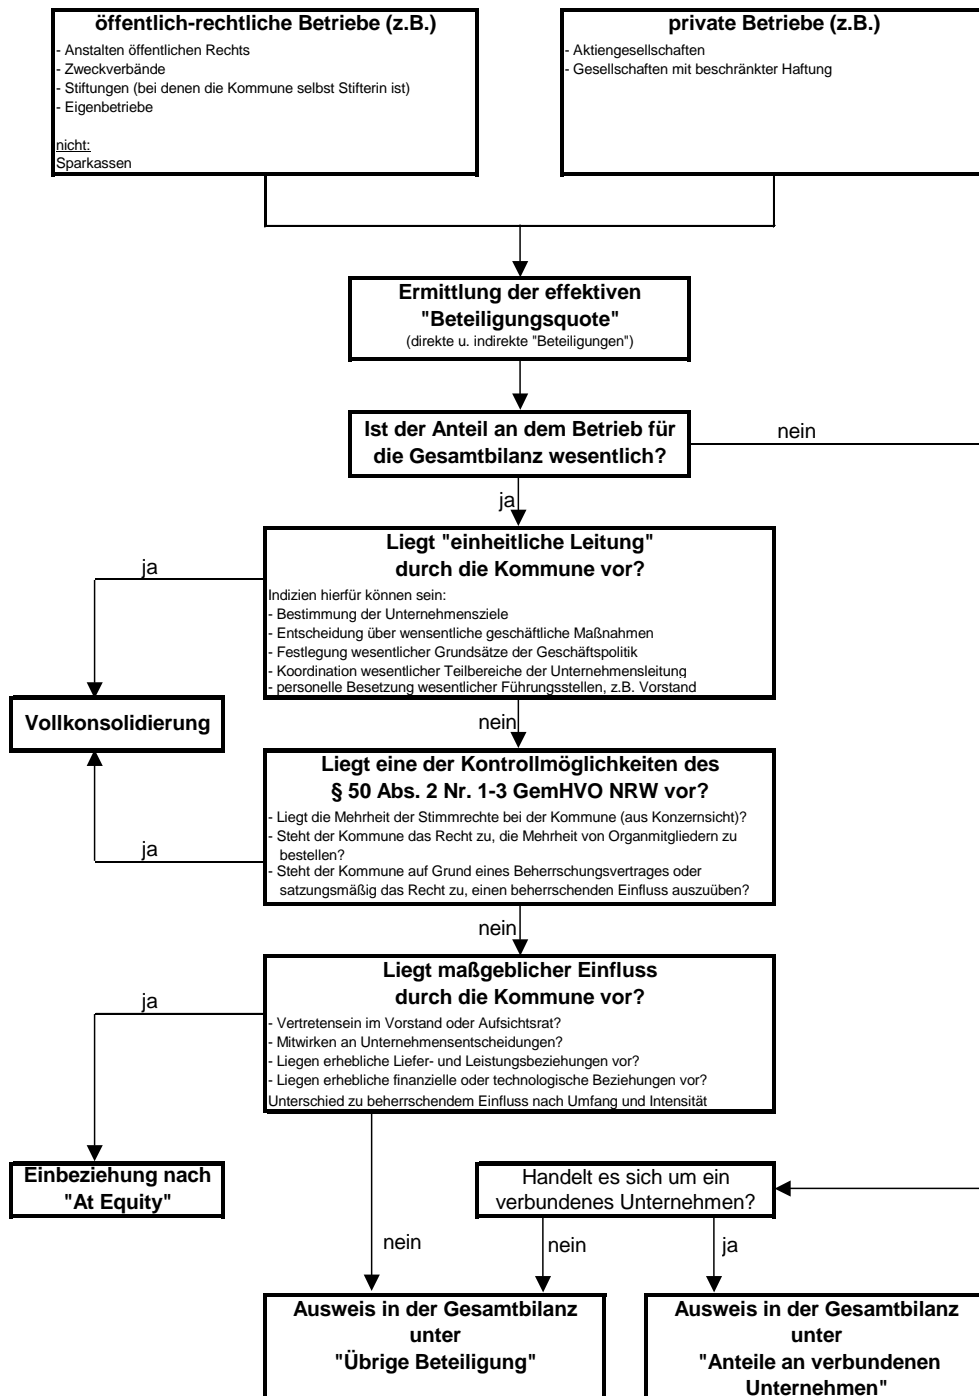 öffentlich-rechtliche Betriebe (z.B.)
- Anstalten öffentlichen Rechts
- Zweckverbände
- Stiftungen (bei denen die Kommune selbst Stifterin ist)
- Eigenbetriebe
nicht:
Sparkassen
private Betriebe (z.B.)
- Aktiengesellschaften
- Gesellschaften mit beschränkter Haftung
Ermittlung der effektiven
"Beteiligungsquote"
(direkte u. indirekte "Beteiligungen")
Ist der Anteil an dem Betrieb für
die Gesamtbilanz wesentlich?
nein
ja
Liegt "einheitliche Leitung"
durch die Kommune vor?
Indizien hierfür können sein:
- Bestimmung der Unternehmensziele
- Entscheidung über wensentliche geschäftliche Maßnahmen
- Festlegung wesentlicher Grundsätze der Geschäftspolitik
- Koordination wesentlicher Teilbereiche der Unternehmensleitung
- personelle Besetzung wesentlicher Führungsstellen, z.B. Vorstand
ja
Vollkonsolidierung
nein
Liegt eine der Kontrollmöglichkeiten des
§ 50 Abs. 2 Nr. 1-3 GemHVO NRW vor?
- Liegt die Mehrheit der Stimmrechte bei der Kommune (aus Konzernsicht)?
- Steht der Kommune das Recht zu, die Mehrheit von Organmitgliedern zu
bestellen?
- Steht der Kommune auf Grund eines Beherrschungsvertrages oder
satzungsmäßig das Recht zu, einen beherrschenden Einfluss auszuüben?
ja
nein
Liegt maßgeblicher Einfluss
durch die Kommune vor?
- Vertretensein im Vorstand oder Aufsichtsrat?
- Mitwirken an Unternehmensentscheidungen?
- Liegen erhebliche Liefer- und Leistungsbeziehungen vor?
- Liegen erhebliche finanzielle oder technologische Beziehungen vor?
Unterschied zu beherrschendem Einfluss nach Umfang und Intensität
ja
Einbeziehung nach
"At Equity"
Handelt es sich um ein
verbundenes Unternehmen?
nein
nein
ja
Ausweis in der Gesamtbilanz
unter
"Übrige Beteiligung"
Ausweis in der Gesamtbilanz
unter
"Anteile an verbundenen
Unternehmen"